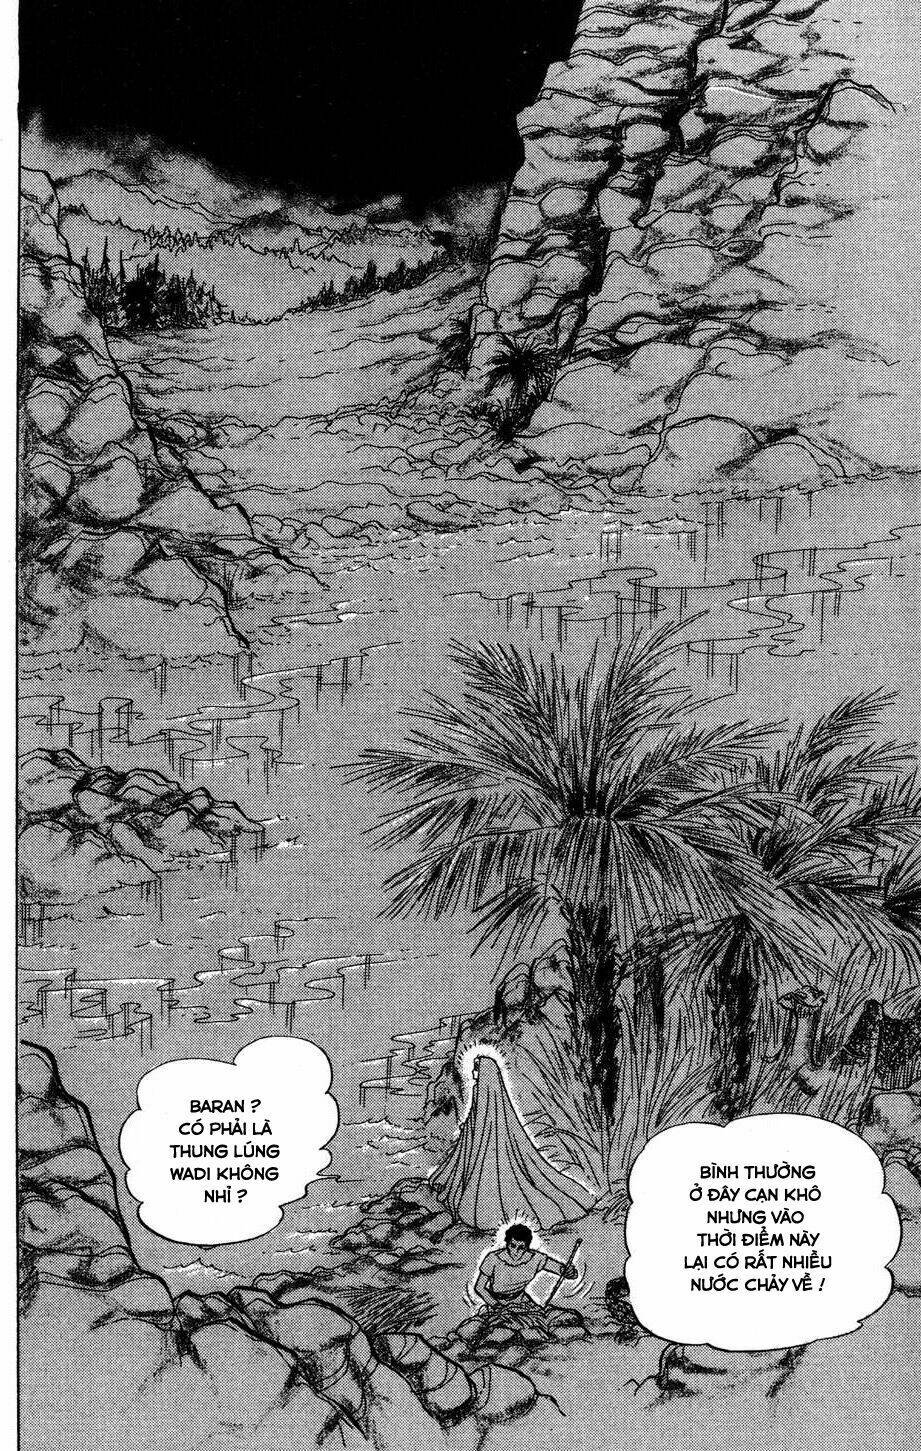 BARAN ?
CÓ PHẢI LÀ
THUNG LÚNG
WADI KHÔNG
NHỈ ?
BÌNH THƯỜNG
Ở ĐÂY CẠN KHÔ
NHƯNG VÀO
THỜI ĐIỂM NÀY
LẠI CÓ RẤT NHIỀU
NƯỚC CHẢY VỀ !